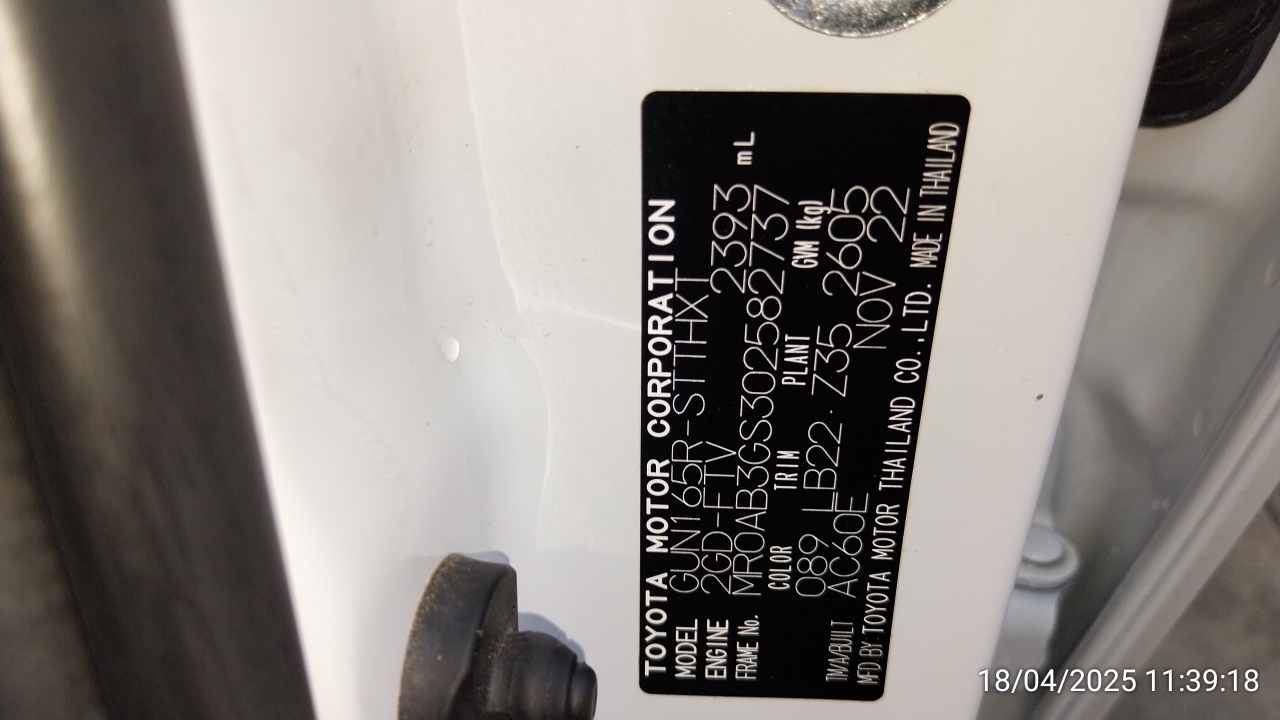 TOYOTA MOTOR CORPORATION
MODEL GUN165R-STTHXT
ENGINE 2GD-FTV 2393 mL
FRAME No. MR0AB3GS302582737
COLOR TRIM PLANT GVM (kg)
089 LB22 · Z35 2605
TM/A/BUILT AC60E NOV 22
MFD BY: TOYOTA MOTOR THAILAND CO.,LTD. MADE IN THAILAND
18/04/2025 11:39:18